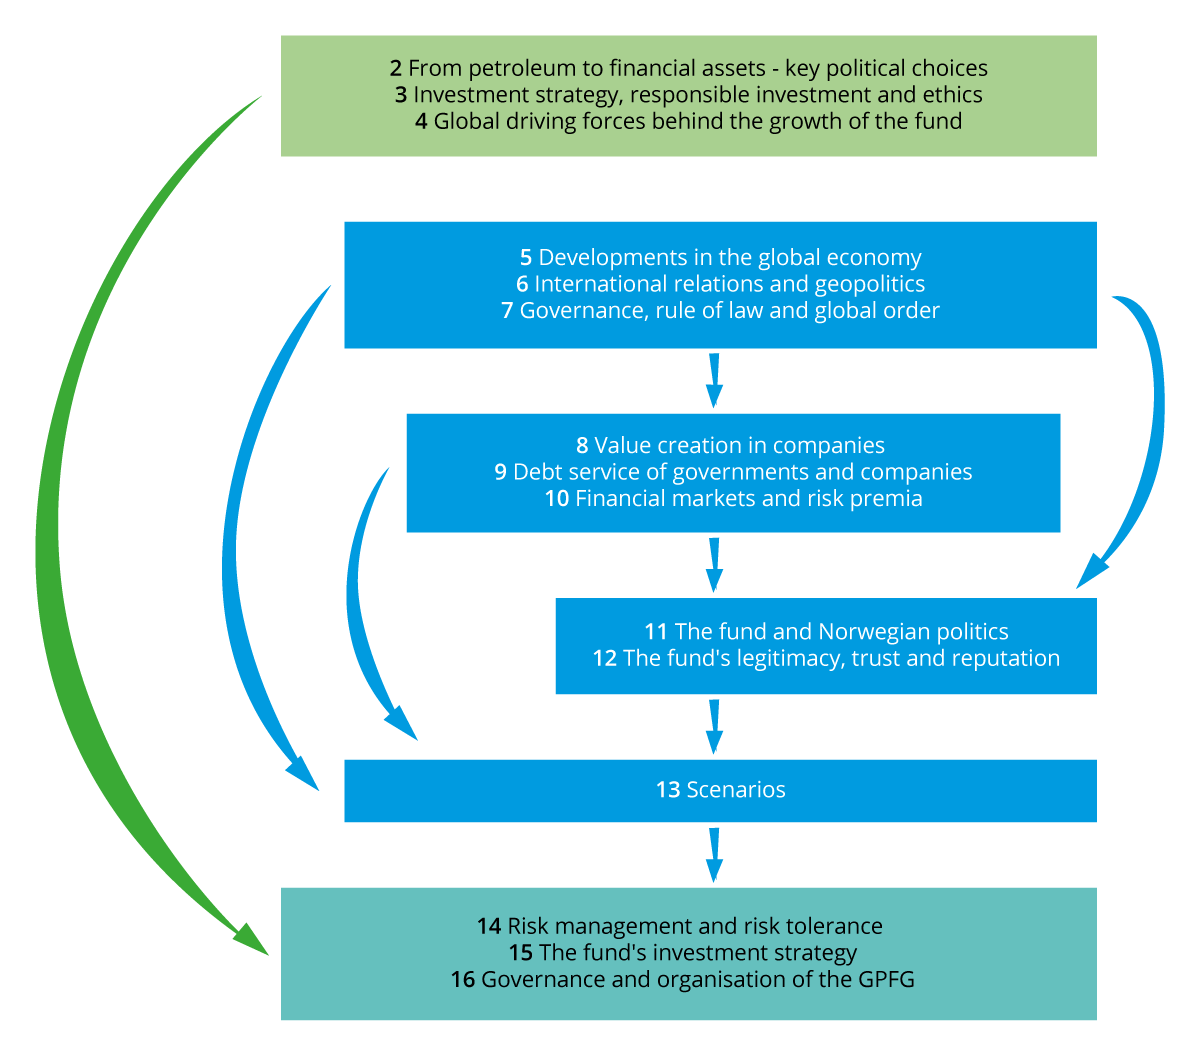 2 From petroleum to financial assets - key political choices
3 Investment strategy, responsible investment and ethics
4 Global driving forces behind the growth of the fund
5 Developments in the global economy
6 International relations and geopolitics
7 Governance, rule of law and global order
8 Value creation in companies
9 Debt service of governments and companies
10 Financial markets and risk premia
11 The fund and Norwegian politics
12 The fund's legitimacy, trust and reputation
13 Scenarios
14 Risk management and risk tolerance
15 The fund's investment strategy
16 Governance and organisation of the GPFG